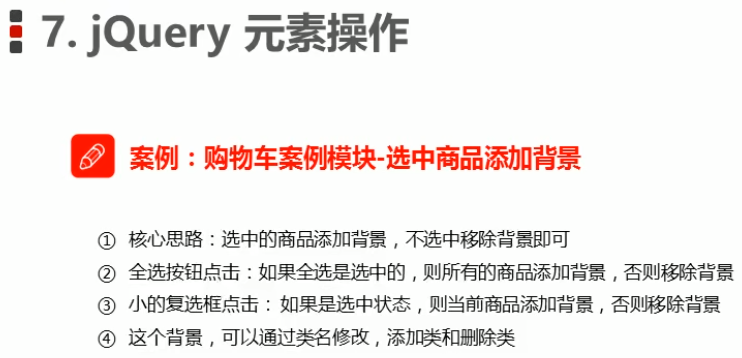 7. jQuery 元素操作
案例：购物车案例模块-选中商品添加背景
① 核心思路：选中的商品添加背景，不选中移除背景即可
② 全选按钮点击：如果全选是选中的，则所有的商品添加背景，否则移除背景
③ 小的复选框点击： 如果是选中状态，则当前商品添加背景，否则移除背景
④ 这个背景，可以通过类名修改，添加类和删除类